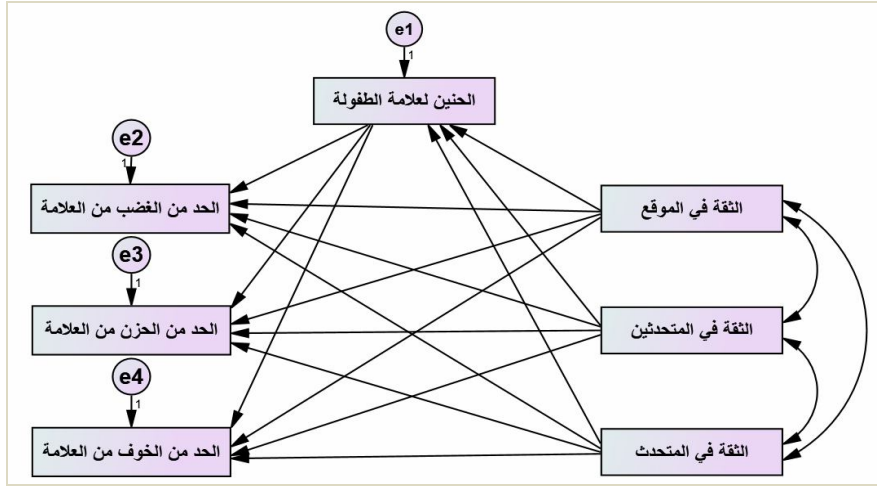 e1
1
الحنين لعلامة الطفولة
e2
1
الحد من الغضب من العلامة
الثقة في الموقع
e3
1
الحد من الحزن من العلامة
الثقة في المتحدثين
e4
1
الحد من الخوف من العلامة
الثقة في المتحدث